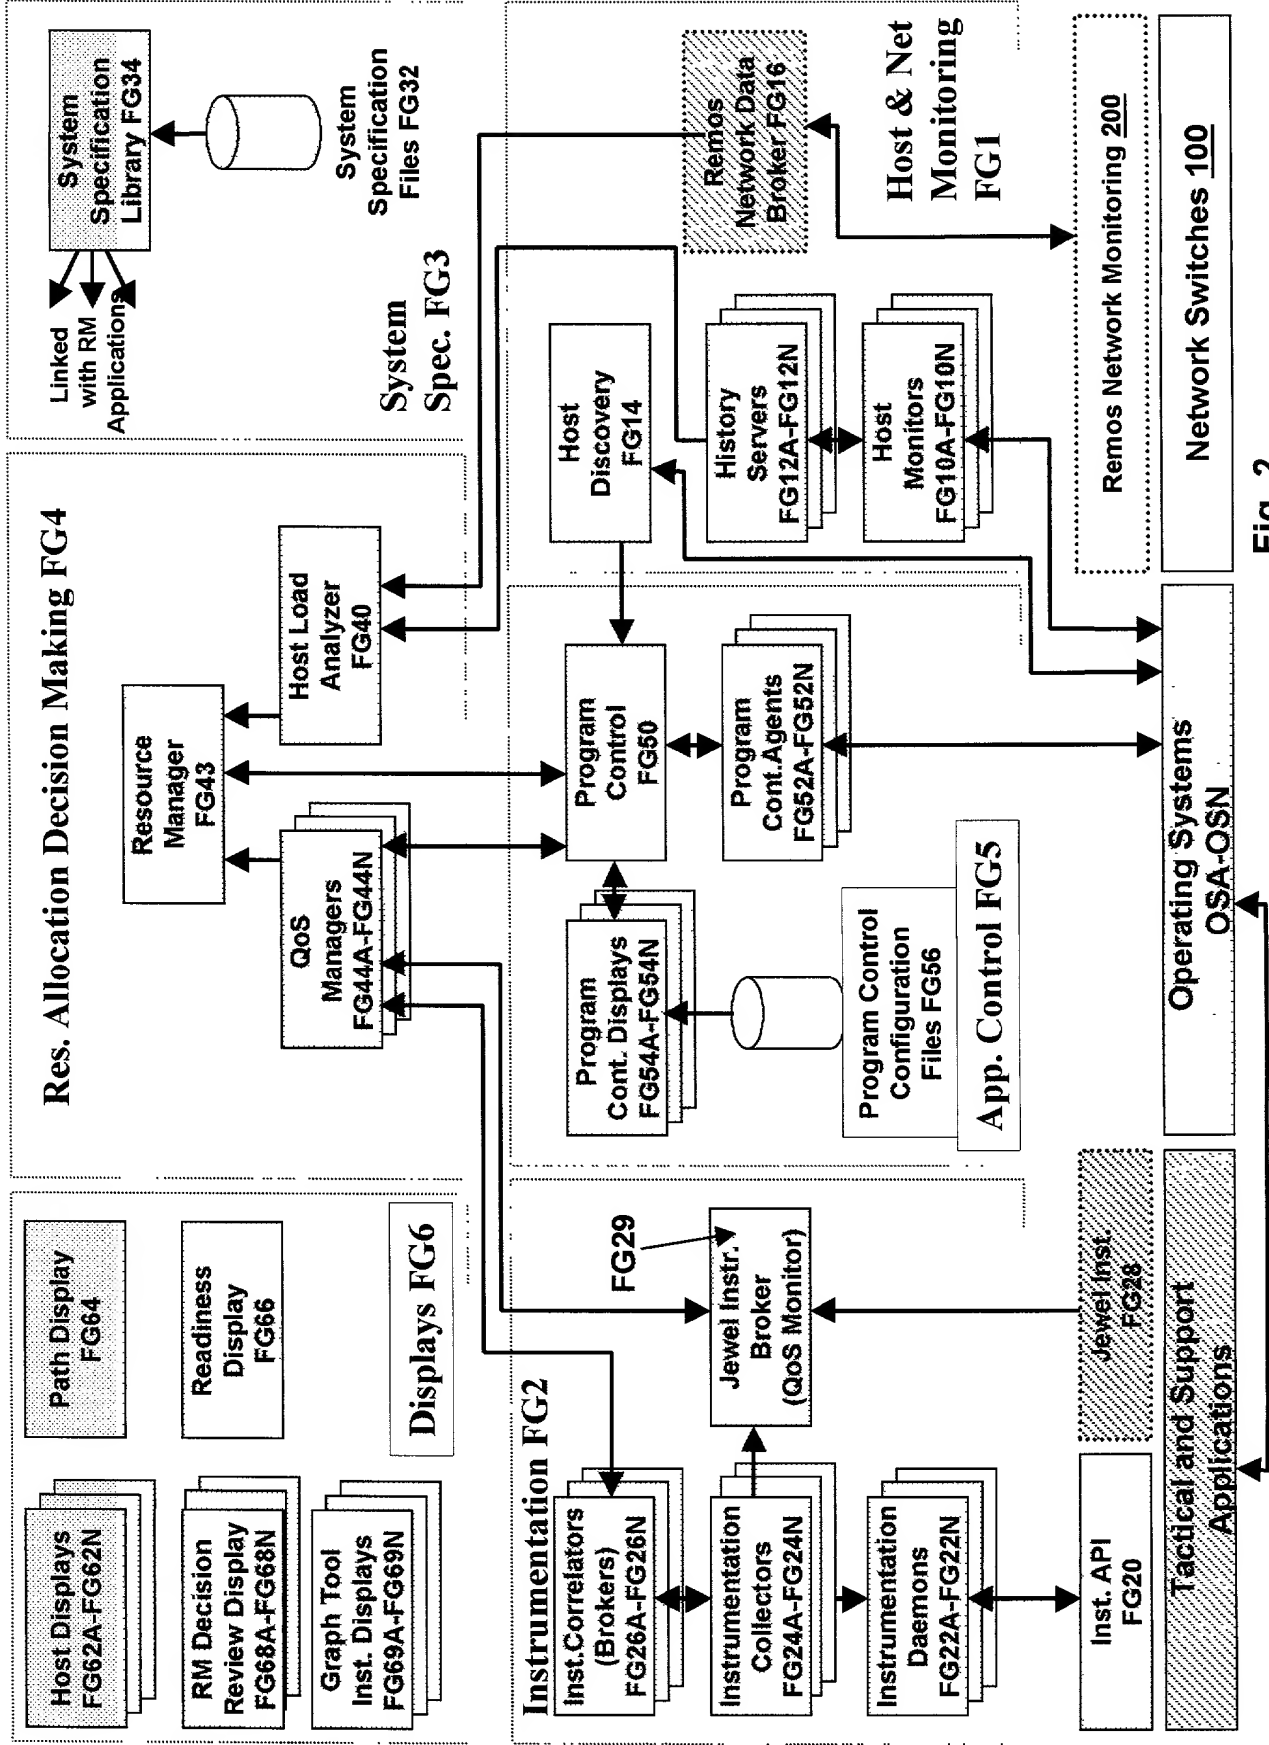 Host Displays
FG62A-FG62N
Path Display
FG64
RM Decision
Review Display
FG68A-FG68N
Readiness
Display
FG66
Graph Tool
Inst. Displays
FG69A-FG69N
Displays FG6
Res. Allocation Decision Making FG4
Resource
Manager
FG43
QoS
Managers
FG44A-FG44N
Host Load
Analyzer
FG40
Linked
with RM
Applications
System
Specification
Library FG34
System
Specification
Files FG32
System
Spec. FG3
Instrumentation FG2
Inst.Correlators
(Brokers)
FG26A-FG26N
Instrumentation
Collectors
FG24A-FG24N
Instrumentation
Daemons
FG22A-FG22N
FG29
Jewel Instr.
Broker
(QoS Monitor)
Inst. API
FG20
Jewel Inst.
FG28
Tactical and Support
Applications
Program
Cont. Displays
FG54A-FG54N
Program
Control
FG50
Program
Cont.Agents
FG52A-FG52N
Program Control
Configuration
Files FG56
App. Control FG5
Operating Systems
OSA-OSN
Host
Discovery
FG14
History
Servers
FG12A-FG12N
Host
Monitors
FG10A-FG10N
Remos
Network Data
Broker FG16
Host & Net
Monitoring
FG1
Remos Network Monitoring 200
Network Switches 100
Fig. 2